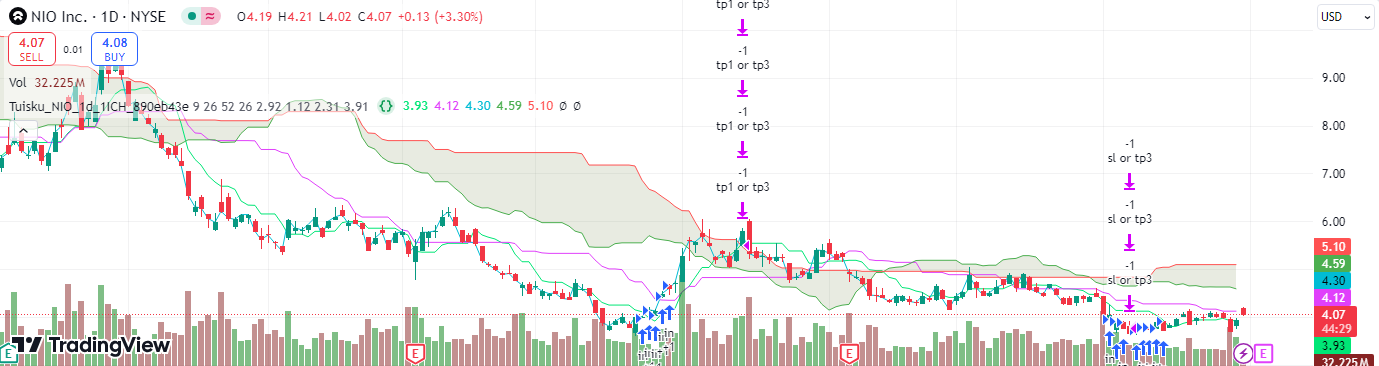 NIO Inc. · 1D · NYSE
O4.19 H4.21 L4.02 C4.07 +0.13 (+3.30%)
USD
4.07
SELL
0.01
4.08
BUY
Vol 32.225M
Tuisku_NIO_1d_1ICH_890eb43e 9 26 52 26 2.92 1.12 2.31 3.91 {} 3.93 4.12 4.30 4.59 5.10 Ø Ø
tp1 or tp3
-1
tp1 or tp3
-1
tp1 or tp3
-1
tp1 or tp3
-1
sl or tp3
-1
sl or tp3
-1
sl or tp3
9.00
8.00
7.00
6.00
5.10
4.59
4.30
4.12
4.07
44:29
3.93
32.225M
E
TradingView
E
E
E